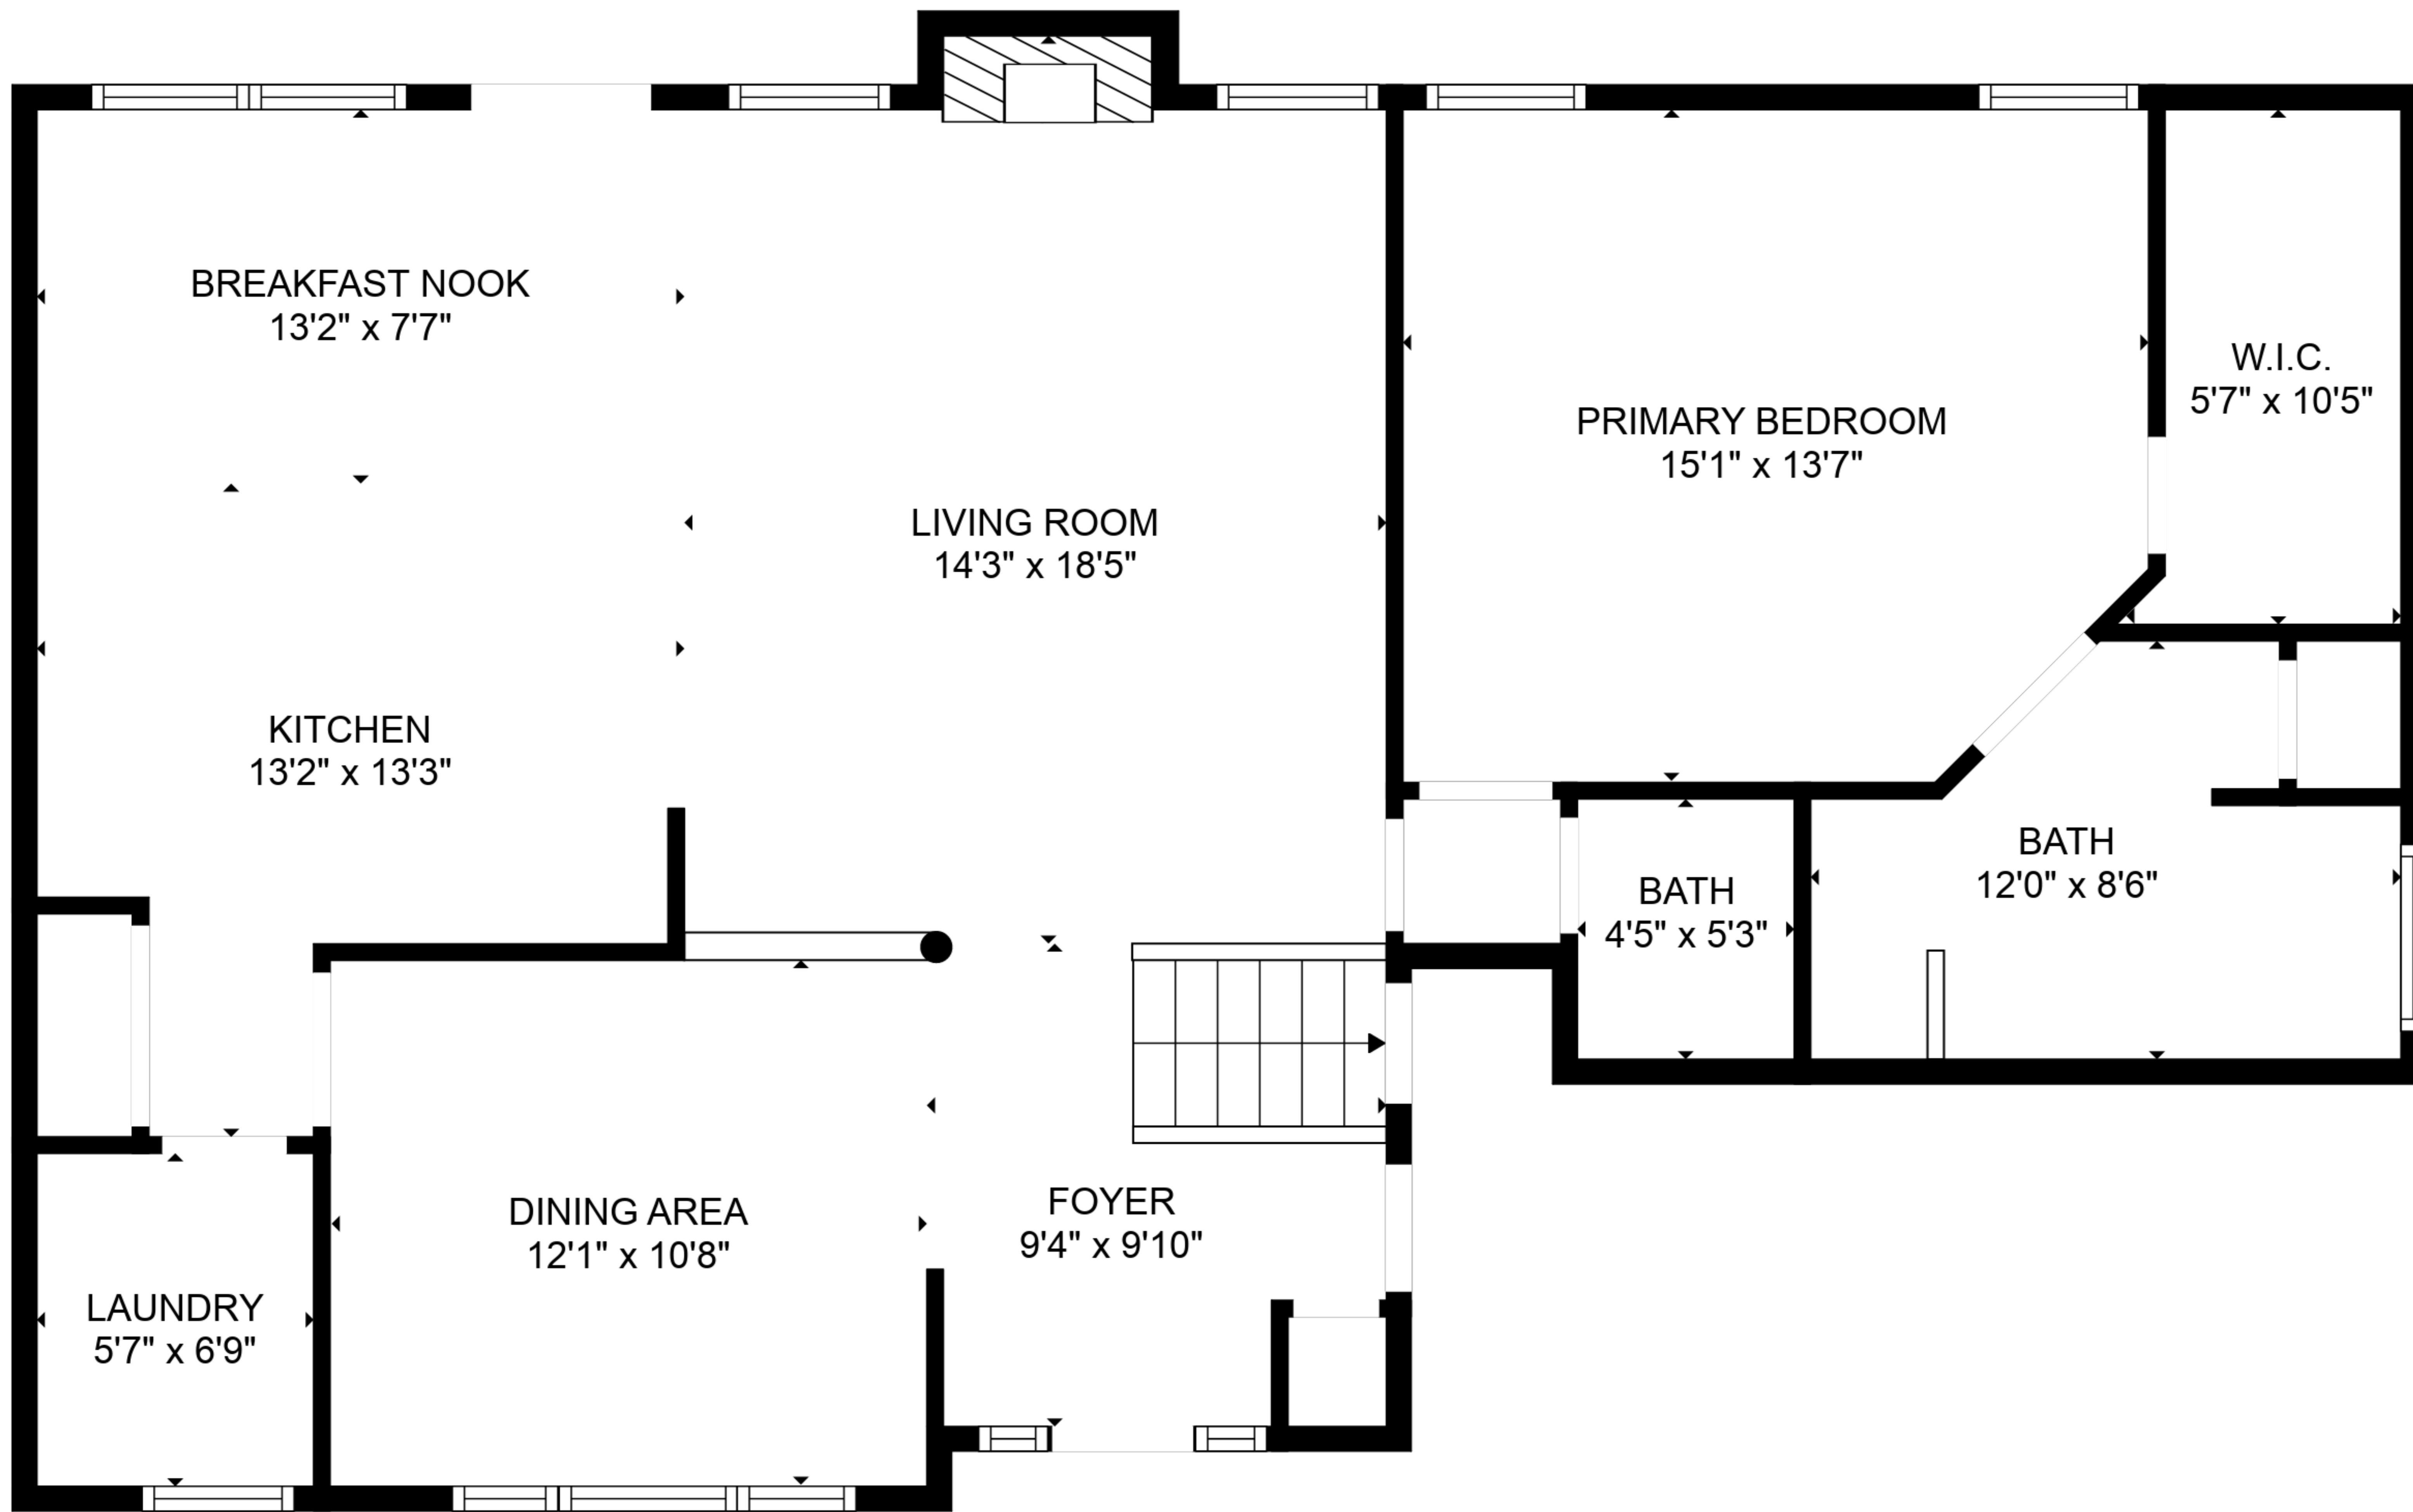 BREAKFAST NOOK
13'2" x 7'7"
W.I.C.
5'7" x 10'5"
PRIMARY BEDROOM
15'1" x 13'7"
LIVING ROOM
14'3" x 18'5"
KITCHEN
13'2" x 13'3"
BATH
12'0" x 8'6"
BATH
4'5" x 5'3"
FOYER
9'4" x 9'10"
DINING AREA
12'1" x 10'8"
LAUNDRY
5'7" x 6'9"